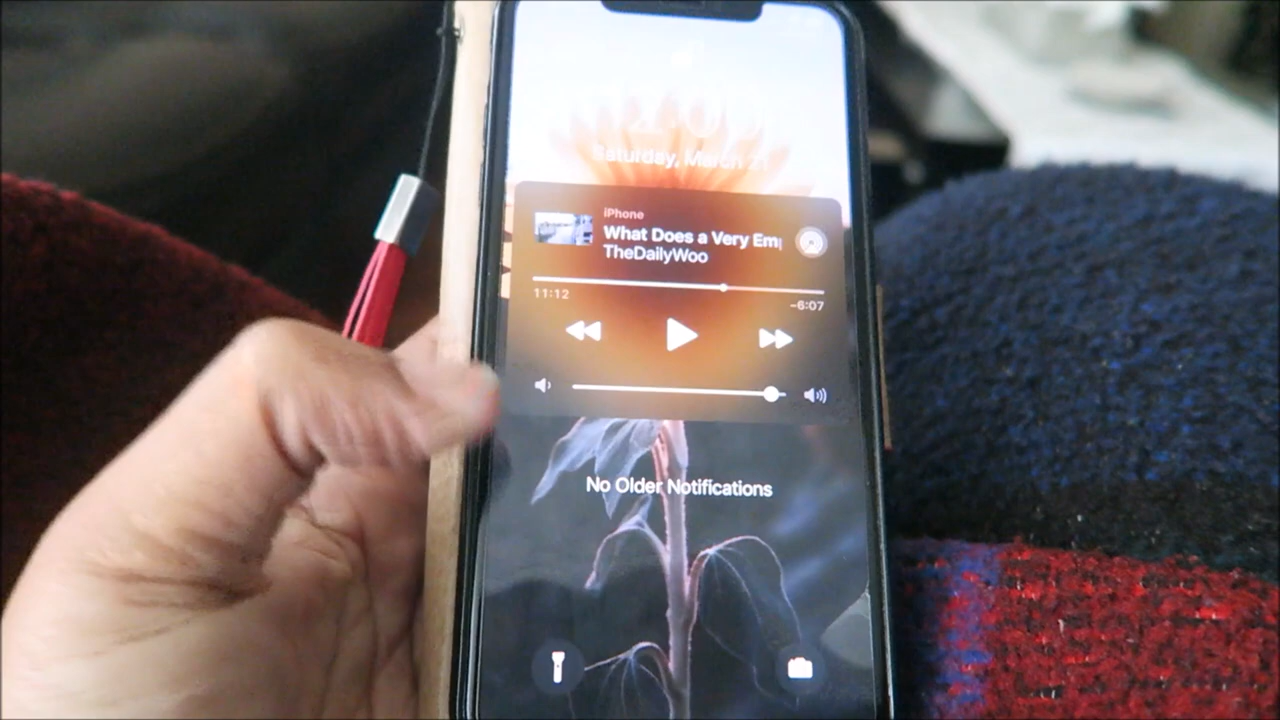 Saturday, March 21
iPhone
What Does a Very Em
TheDailyWoo
11:12
-6:07
No Older Notifications